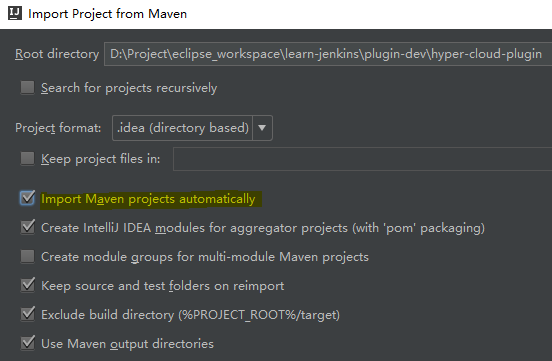 IJ Import Project from Maven
Root directory D:\Project\eclipse_workspace\learn-jenkins\plugin-dev\hyper-cloud-plugin
Search for projects recursively
Project format: .idea (directory based)
Keep project files in:
Import Maven projects automatically
Create IntelliJ IDEA modules for aggregator projects (with 'pom' packaging)
Create module groups for multi-module Maven projects
Keep source and test folders on reimport
Exclude build directory (%PROJECT_ROOT%/target)
Use Maven output directories